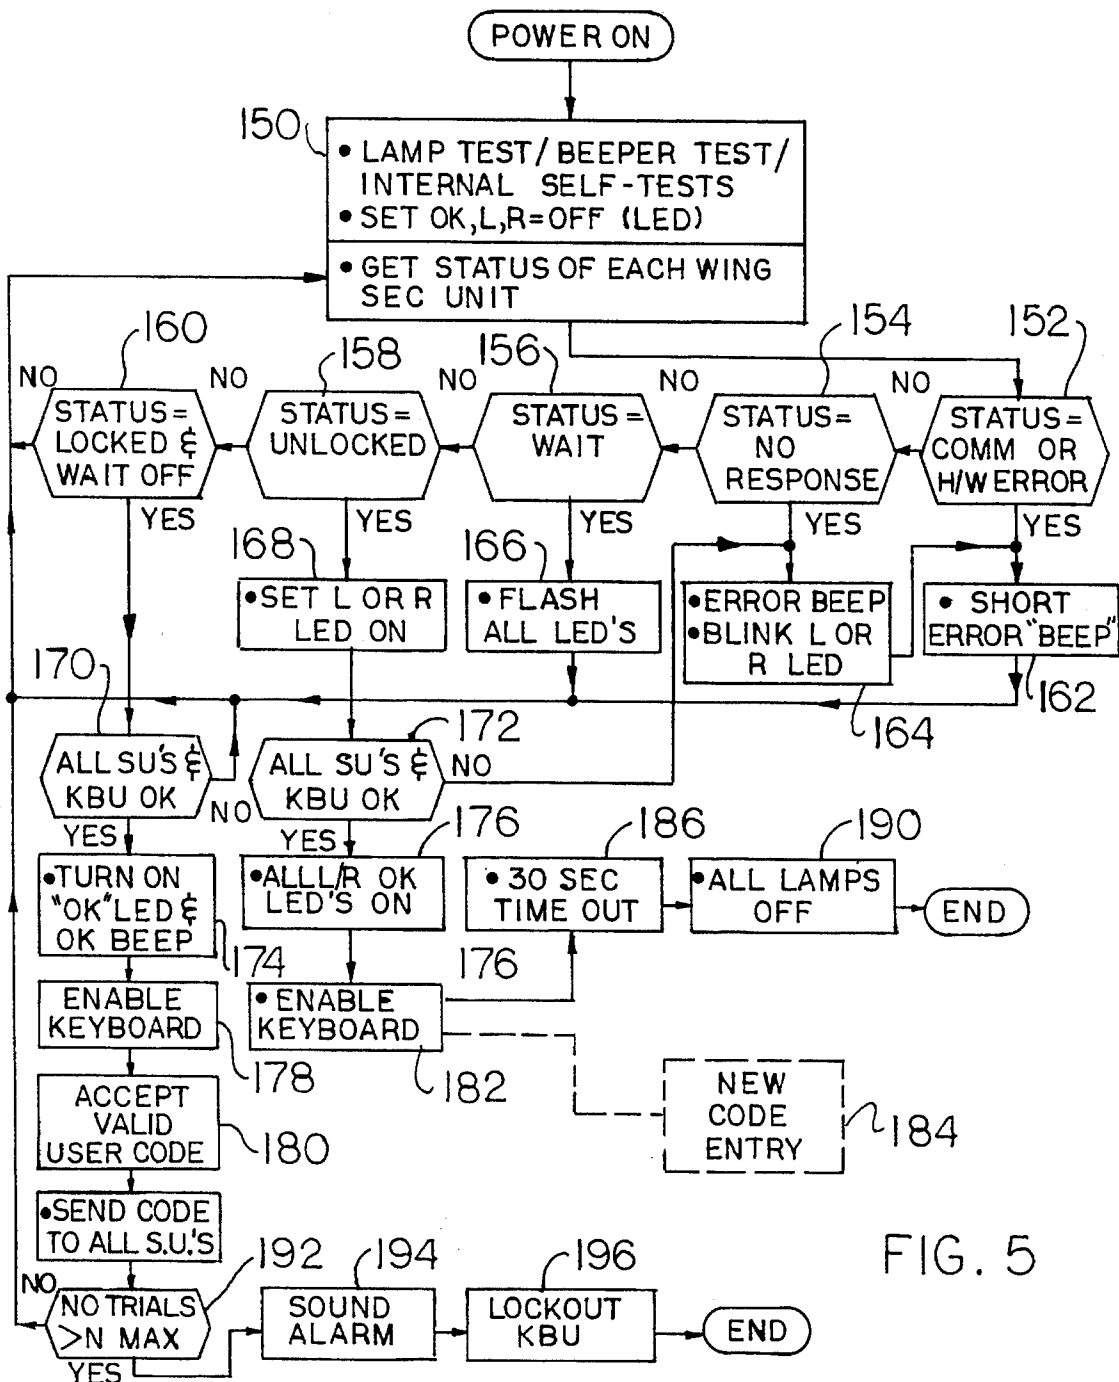 POWER ON
150
• LAMP TEST/BEEPER TEST/
INTERNAL SELF-TESTS
• SET OK,L,R=OFF (LED)
• GET STATUS OF EACH WING
SEC UNIT
160
158
156
154
152
NO
NO
NO
NO
NO
STATUS=
LOCKED &
WAIT OFF
STATUS=
UNLOCKED
STATUS=
WAIT
STATUS=
NO
RESPONSE
STATUS=
COMM OR
H/W ERROR
YES
YES
YES
YES
YES
168
166
• SET L OR R
LED ON
• FLASH
ALL LED'S
• ERROR BEEP
• BLINK L OR
R LED
• SHORT
ERROR "BEEP"
170
172
164
162
ALL SU'S &
KBU OK
NO
ALL SU'S &
KBU OK
NO
YES
YES
176
186
190
• TURN ON
"OK" LED &
OK BEEP
174
• ALL L/R OK
LED'S ON
• 30 SEC
TIME OUT
• ALL LAMPS
OFF
END
176
ENABLE
KEYBOARD
178
• ENABLE
KEYBOARD
182
NEW
CODE
ENTRY
184
ACCEPT
VALID
USER CODE
180
• SEND CODE
TO ALL S.U.'S
192
194
196
NO
NO TRIALS
>N MAX
YES
SOUND
ALARM
LOCKOUT
KBU
END
FIG. 5